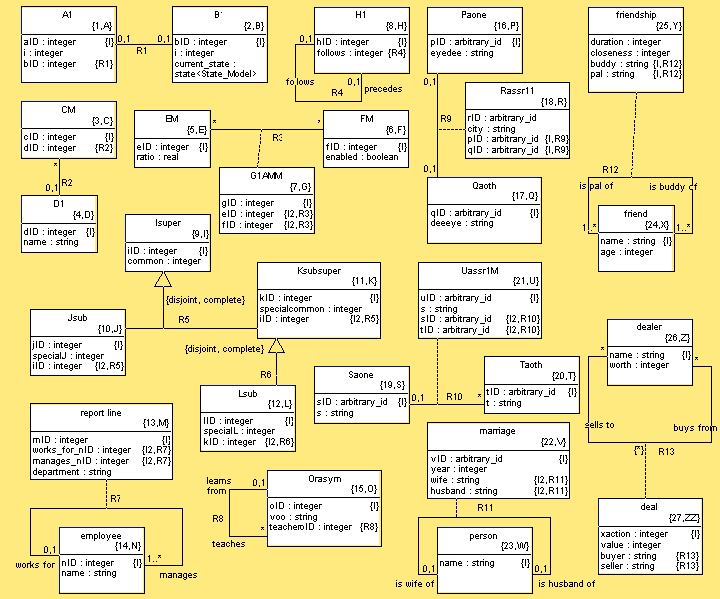 A1
{1,A}
aID : integer {I}
i : integer
bID : integer {R1}
0,1
0,1
R1
B1
{2,B}
bID : integer {I}
i : integer
current_state :
state<State_Model>
H1
{8,H}
hID : integer {I}
follows : integer {R4}
0,1
0,1
follows
R4
precedes
Paone
{16,P}
pID : arbitrary_id {I}
eyedee : string
0,1
R9
0,1
Rassr11
{18,R}
rID : arbitrary_id
city : string
pID : arbitrary_id {I,R9}
qID : arbitrary_id {I,R9}
Qaoth
{17,Q}
qID : arbitrary_id {I}
deeeye : string
friendship
{25,Y}
duration : integer
closeness : integer
buddy : string {I,R12}
pal : string {I,R12}
R12
is pal of
is buddy of
1..*
1..*
friend
{24,X}
name : string {I}
age : integer
CM
{3,C}
cID : integer {I}
dID : integer {R2}
*
R2
0,1
D1
{4,D}
dID : integer {I}
name : string
EM
{5,E}
eID : integer {I}
ratio : real
*
*
R3
FM
{6,F}
fID : integer {I}
enabled : boolean
G1AMM
{7,G}
gID : integer {I}
eID : integer {I2,R3}
fID : integer {I2,R3}
Isuper
{9,I}
iID : integer {I}
common : integer
{disjoint, complete}
R5
Ksubsuper
{11,K}
kID : integer {I}
specialcommon : integer
iID : integer {I2,R5}
Jsub
{10,J}
jID : integer {I}
specialJ : integer
iID : integer {I2,R5}
{disjoint, complete}
R6
Lsub
{12,L}
lID : integer {I}
specialL : integer
kID : integer {I2,R6}
Uassr1M
{21,U}
uID : arbitrary_id {I}
s : string
sID : arbitrary_id {I2,R10}
tID : arbitrary_id {I2,R10}
Saone
{19,S}
sID : arbitrary_id {I}
s : string
0,1
R10
*
Taoth
{20,T}
tID : arbitrary_id {I}
t : string
dealer
{26,Z}
name : string {I}
worth : integer
*
*
sells to
buys from
{*}
R13
deal
{27,ZZ}
xaction : integer {I}
value : integer
buyer : string {R13}
seller : string {R13}
report line
{13,M}
mID : integer {I}
works_for_nID : integer {I2,R7}
manages_nID : integer {I2,R7}
department : string
R7
0,1
1..*
works for
manages
employee
{14,N}
nID : integer {I}
name : string
learns
from
0,1
R8
*
teaches
Orasym
{15,O}
oID : integer {I}
voo : string
teacheroID : integer {R8}
marriage
{22,V}
vID : arbitrary_id {I}
year : integer
wife : string {I2,R11}
husband : string {I2,R11}
R11
0,1
0,1
is wife of
is husband of
person
{23,W}
name : string {I}